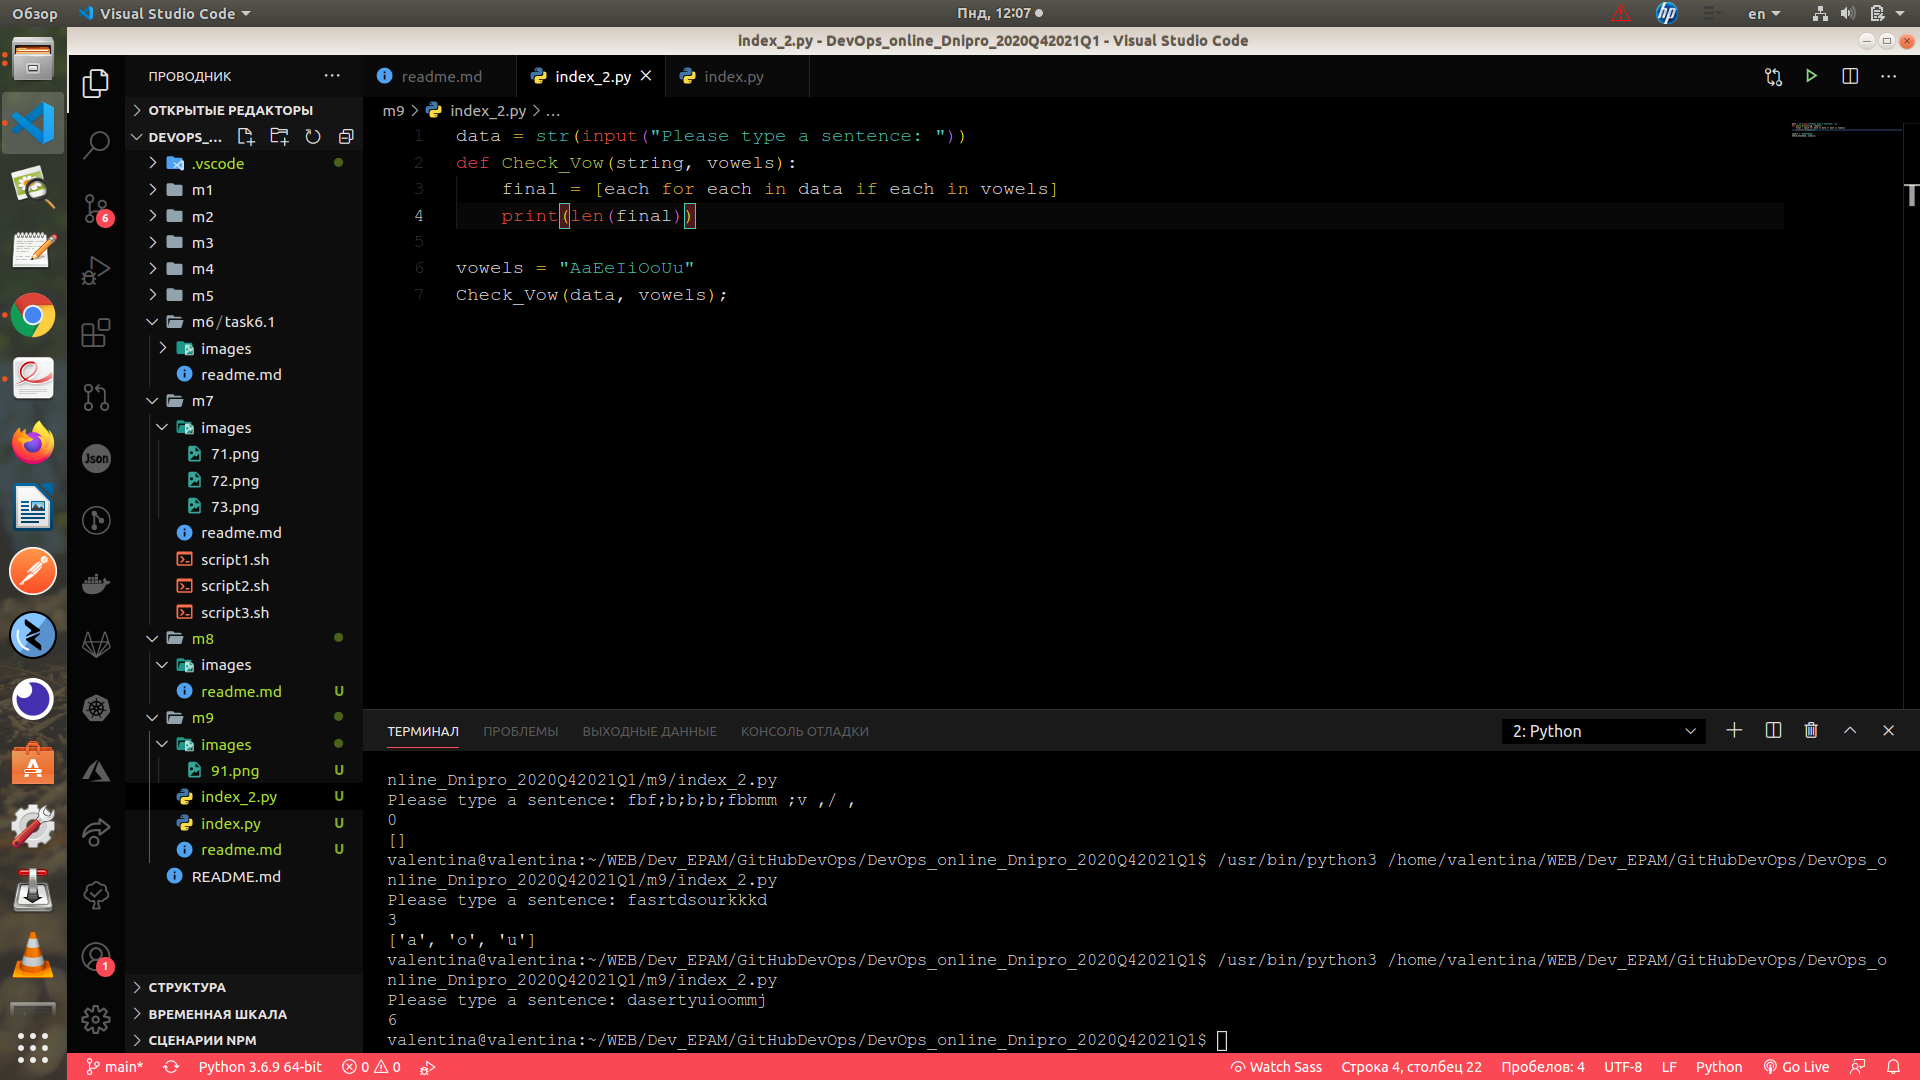 Обзор
Visual Studio Code
Пнд, 12:07
en
index_2.py - DevOps_online_Dnipro_2020Q42021Q1 - Visual Studio Code
ПРОВОДНИК
readme.md
index_2.py
index.py
ОТКРЫТЫЕ РЕДАКТОРЫ
DEVOPS_...
.vscode
m1
m2
m3
m4
m5
m6/task6.1
images
readme.md
m7
images
71.png
72.png
73.png
readme.md
script1.sh
script2.sh
script3.sh
m8
images
readme.md U
m9
images
91.png U
index_2.py U
index.py U
readme.md U
README.md
СТРУКТУРА
ВРЕМЕННАЯ ШКАЛА
СЦЕНАРИИ NPM
6
Json
1
m9 > index_2.py > ...
1 data = str(input("Please type a sentence: "))
2 def Check_Vow(string, vowels):
3 final = [each for each in data if each in vowels]
4 print(len(final))
5
6 vowels = "AaEeIiOoUu"
7 Check_Vow(data, vowels);
ТЕРМИНАЛ ПРОБЛЕМЫ ВЫХОДНЫЕ ДАННЫЕ КОНСОЛЬ ОТЛАДКИ
2: Python
nline_Dnipro_2020Q42021Q1/m9/index_2.py
Please type a sentence: fbf;b;b;b;fbbmm ;v ,/ ,
0
[]
valentina@valentina:~/WEB/Dev_EPAM/GitHubDevOps/DevOps_online_Dnipro_2020Q42021Q1$ /usr/bin/python3 /home/valentina/WEB/Dev_EPAM/GitHubDevOps/DevOps_o
nline_Dnipro_2020Q42021Q1/m9/index_2.py
Please type a sentence: fasrtdsourkkkd
3
['a', 'o', 'u']
valentina@valentina:~/WEB/Dev_EPAM/GitHubDevOps/DevOps_online_Dnipro_2020Q42021Q1$ /usr/bin/python3 /home/valentina/WEB/Dev_EPAM/GitHubDevOps/DevOps_o
nline_Dnipro_2020Q42021Q1/m9/index_2.py
Please type a sentence: dasertyuioommj
6
valentina@valentina:~/WEB/Dev_EPAM/GitHubDevOps/DevOps_online_Dnipro_2020Q42021Q1$
main* Python 3.6.9 64-bit 0 0 Watch Sass Строка 4, столбец 22 Пробелов: 4 UTF-8 LF Python Go Live